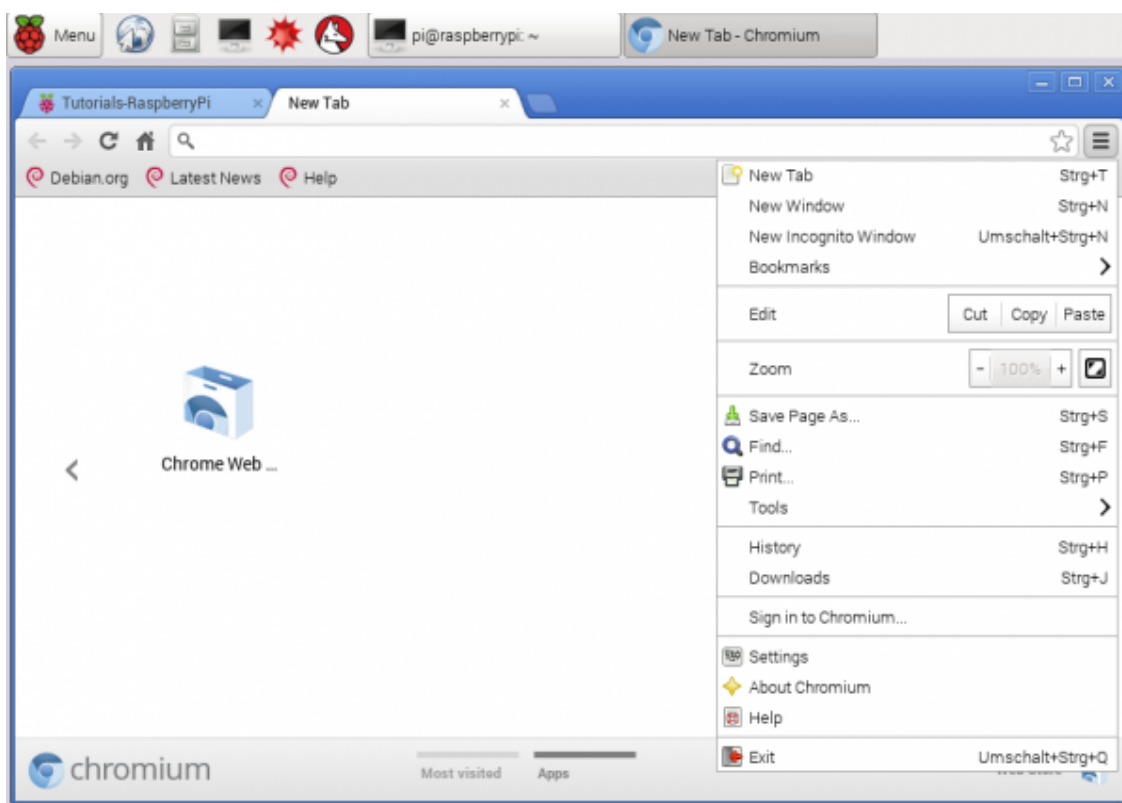 Menu pi@raspberrypi: ~ New Tab - Chromium
Tutorials-RaspberryPi New Tab
Debian.org Latest News Help
New Tab Strg+T
New Window Strg+N
New Incognito Window Umschalt+Strg+N
Bookmarks
Edit Cut Copy Paste
Zoom - 100% +
Save Page As... Strg+S
Find... Strg+F
Print... Strg+P
Tools
History Strg+H
Downloads Strg+J
Sign in to Chromium...
Settings
About Chromium
Help
Exit Umschalt+Strg+Q
Chrome Web ...
chromium Most visited Apps